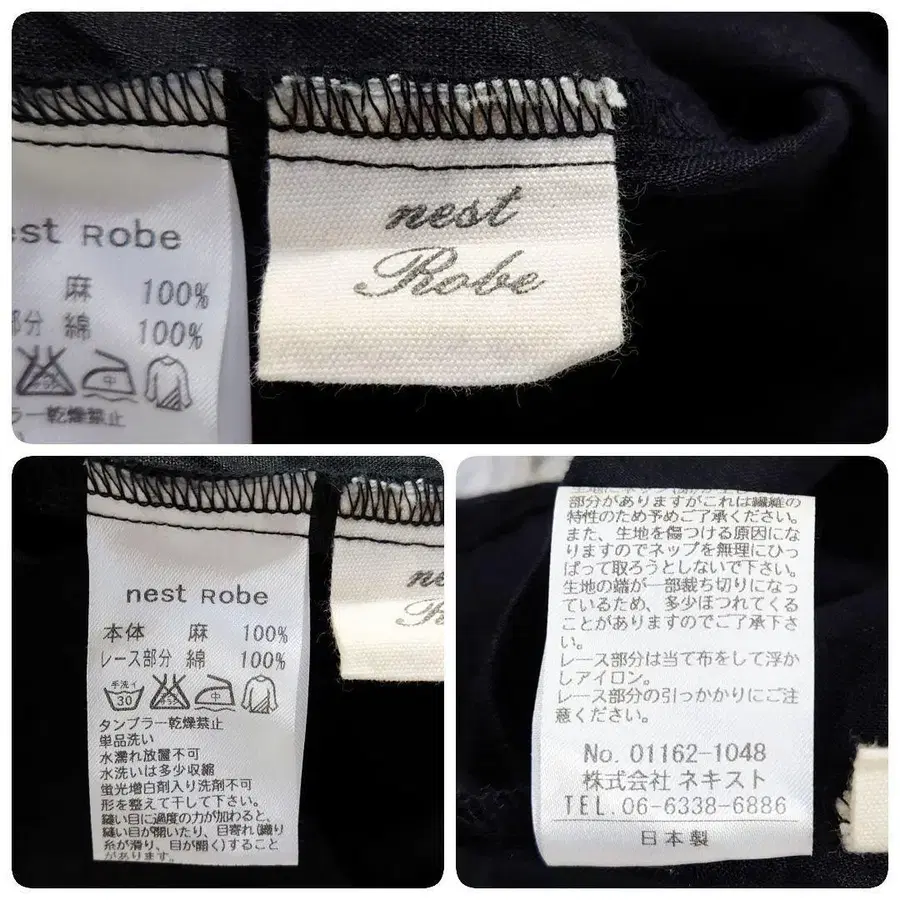 nest Robe
麻 100%
部分 綿 100%
中
ラー乾燥禁止
nest
Robe
nest Robe
本体 麻 100%
レース部分 綿 100%
手洗イ
30
中
タンブラー乾燥禁止
単品洗い
水濡れ放置不可
水洗いは多少収縮
蛍光増白剤入り洗剤不可
形を整えて干して下さい。
縫い目に過度の力が加わると、
縫い目が開いたり、目寄れ(織り
糸が滑り、目が開く)すること
があります。
部分がありますがこれは繊維の
特性のため予めご了承ください。
また、生地を傷つける原因にな
りますのでネップを無理にひっ
ぱって取ろうとしないで下さい。
生地の端が一部裁ち切りになっ
ているため、多少ほつれてくる
ことがありますのでご了承下さ
い。
レース部分は当て布をして浮か
しアイロン。
レース部分の引っかかりにご注
意ください。
No. 01162-1048
株式会社 ネキスト
TEL.06-6338-6886
日本製